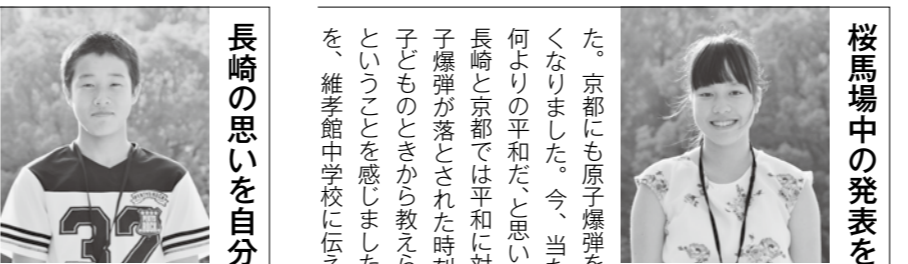 桜馬場中の発表を
た。京都にも原子爆弾を
くなりました。今、当た
何よりの平和だ、と思い
長崎と京都では平和に対
子爆弾が落とされた時刻
子どものときから教えら
ということを感じました
を、維孝館中学校に伝え
長崎の思いを自分
32